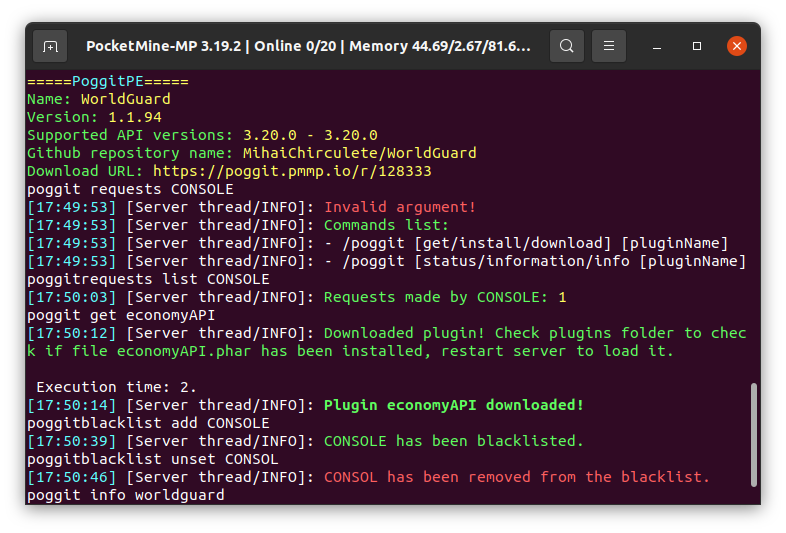 PocketMine-MP 3.19.2 | Online 0/20 | Memory 44.69/2.67/81.6…
=====PoggitPE=====
Name: WorldGuard
Version: 1.1.94
Supported API versions: 3.20.0 - 3.20.0
Github repository name: MihaiChirculete/WorldGuard
Download URL: https://poggit.pmmp.io/r/128333
poggit requests CONSOLE
[17:49:53] [Server thread/INFO]: Invalid argument!
[17:49:53] [Server thread/INFO]: Commands list:
[17:49:53] [Server thread/INFO]: - /poggit [get/install/download] [pluginName]
[17:49:53] [Server thread/INFO]: - /poggit [status/information/info [pluginName]
poggitrequests list CONSOLE
[17:50:03] [Server thread/INFO]: Requests made by CONSOLE: 1
poggit get economyAPI
[17:50:12] [Server thread/INFO]: Downloaded plugin! Check plugins folder to chec
k if file economyAPI.phar has been installed, restart server to load it.
Execution time: 2.
[17:50:14] [Server thread/INFO]: Plugin economyAPI downloaded!
poggitblacklist add CONSOLE
[17:50:39] [Server thread/INFO]: CONSOLE has been blacklisted.
poggitblacklist unset CONSOL
[17:50:46] [Server thread/INFO]: CONSOL has been removed from the blacklist.
poggit info worldguard